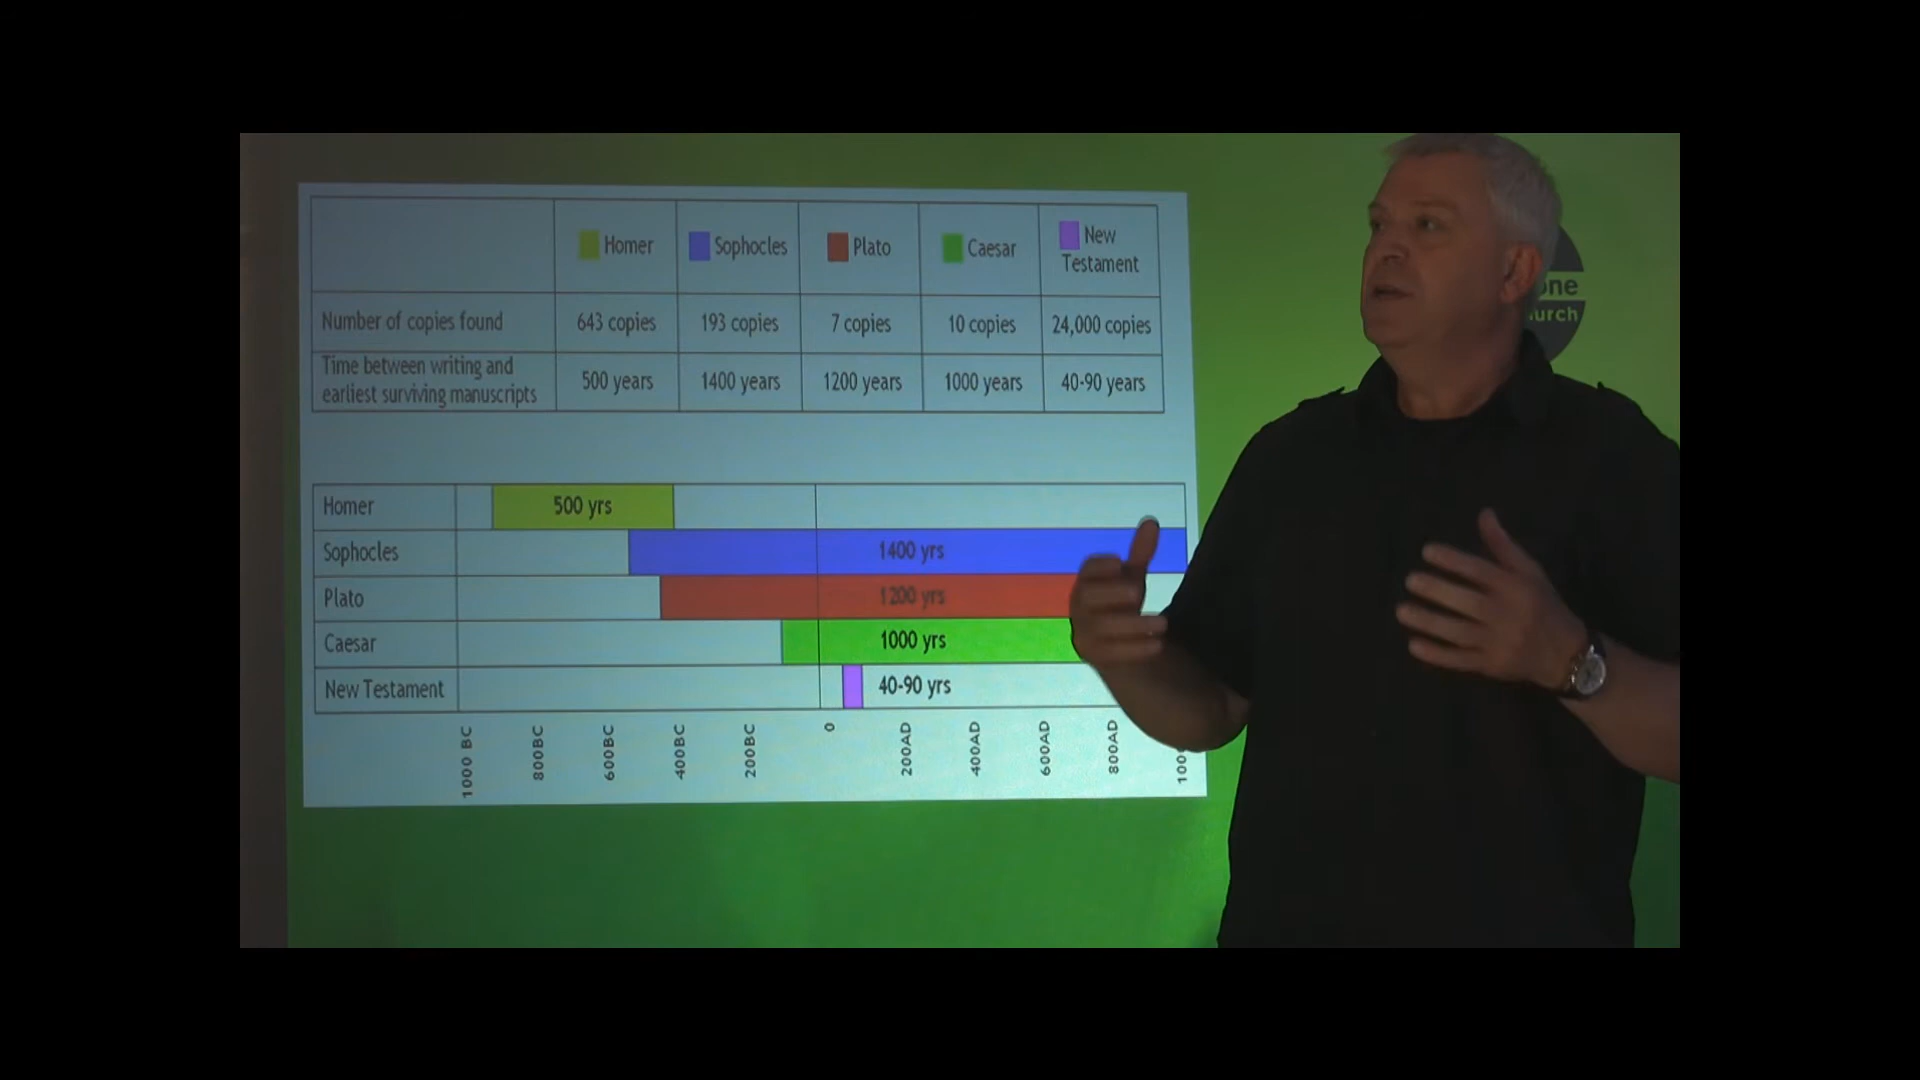 Homer
Sophocles
Plato
Caesar
New
Testament
Number of copies found
643 copies
193 copies
7 copies
10 copies
24,000 copies
Time between writing and
earliest surviving manuscripts
500 years
1400 years
1200 years
1000 years
40-90 years
Homer
500 yrs
Sophocles
1400 yrs
Plato
1200 yrs
Caesar
1000 yrs
New Testament
40-90 yrs
1000 BC
800BC
600BC
400BC
200BC
0
200AD
400AD
600AD
800AD